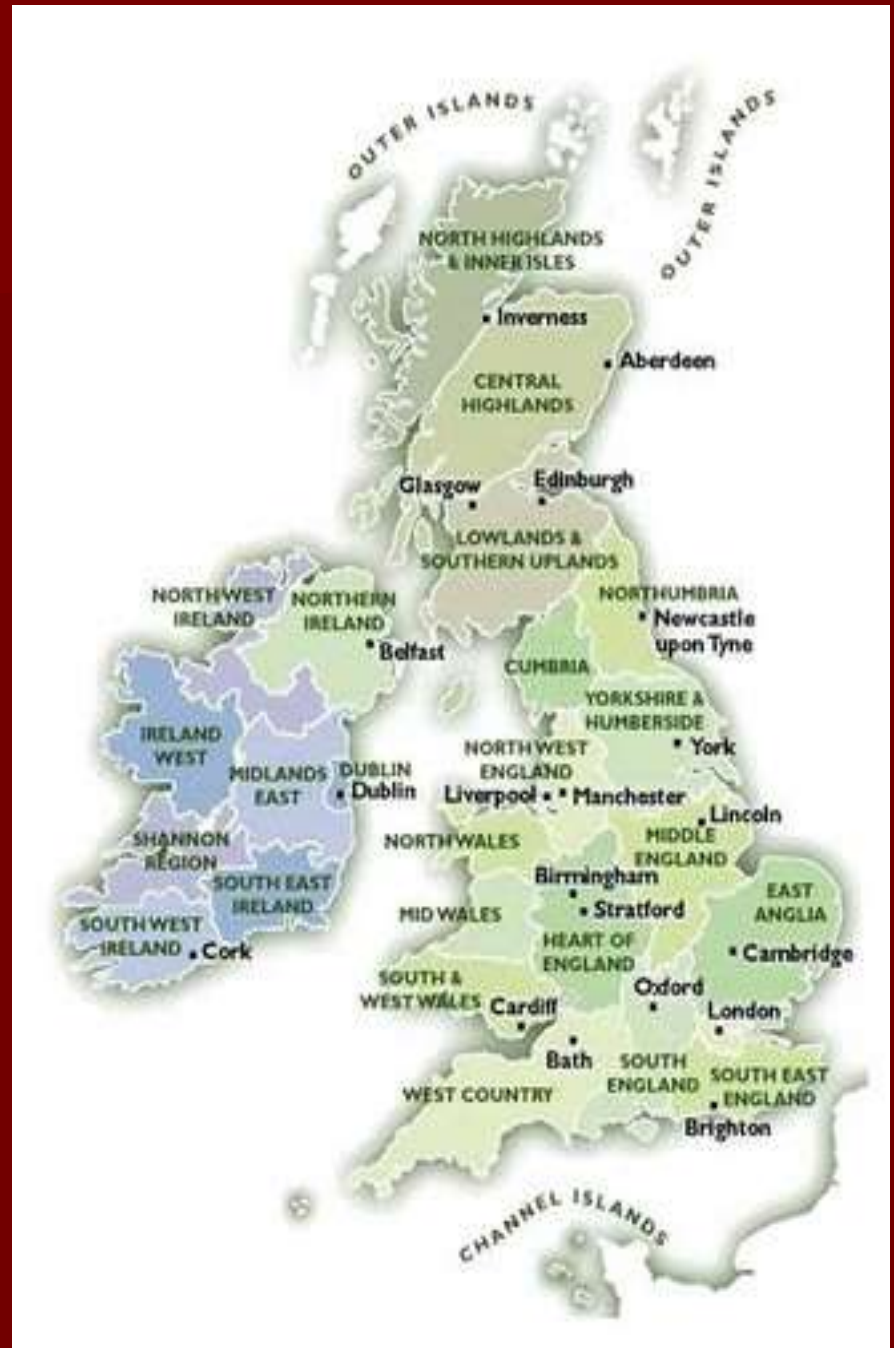 OUTER ISLANDS
OUTER ISLANDS
NORTH HIGHLANDS
& INNER ISLES
Inverness
Aberdeen
CENTRAL
HIGHLANDS
Glasgow
Edinburgh
LOWLANDS &
SOUTHERN UPLANDS
NORTH WEST
IRELAND
NORTHERN
IRELAND
Belfast
NORTHUMBRIA
Newcastle
upon Tyne
CUMBRIA
YORKSHIRE &
HUMBERSIDE
York
IRELAND
WEST
MIDLANDS
EAST
DUBLIN
Dublin
NORTH WEST
ENGLAND
Liverpool
Manchester
Lincoln
SHANNON
REGION
NORTH WALES
MIDDLE
ENGLAND
SOUTH EAST
IRELAND
Birmingham
Stratford
EAST
ANGLIA
SOUTH WEST
IRELAND
Cork
MID WALES
HEART OF
ENGLAND
Cambridge
SOUTH &
WEST WALES
Cardiff
Oxford
London
Bath
WEST COUNTRY
SOUTH
ENGLAND
SOUTH EAST
ENGLAND
Brighton
CHANNEL ISLANDS